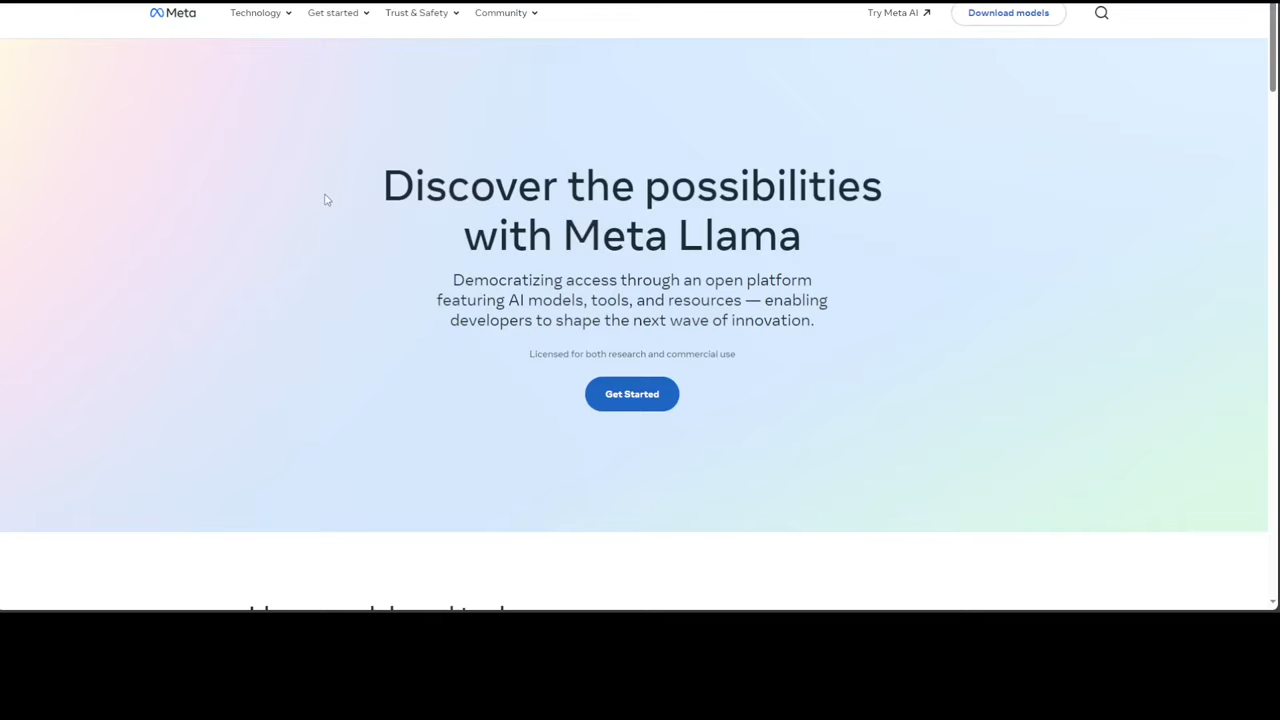 Meta Technology Get started Trust & Safety Community Try Meta AI Download models
Discover the possibilities
with Meta Llama
Democratizing access through an open platform
featuring AI models, tools, and resources — enabling
developers to shape the next wave of innovation.
Licensed for both research and commercial use
Get Started